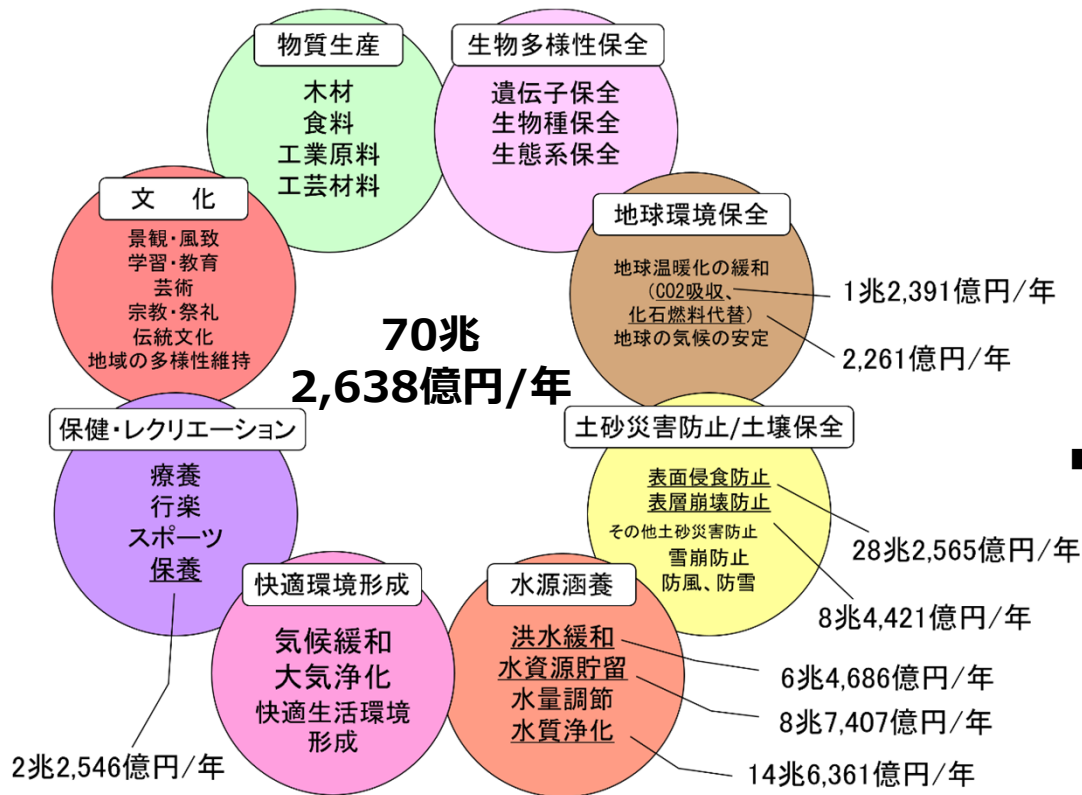 物質生産
木材
食料
工業原料
工芸材料
生物多様性保全
遺伝子保全
生物種保全
生態系保全
文 化
景観・風致
学習・教育
芸術
宗教・祭礼
伝統文化
地域の多様性維持
地球環境保全
地球温暖化の緩和
(CO2吸収、
化石燃料代替)
地球の気候の安定
1兆2,391億円/年
2,261億円/年
70兆
2,638億円/年
保健・レクリエーション
療養
行楽
スポーツ
保養
2兆2,546億円/年
土砂災害防止/土壌保全
表面侵食防止
表層崩壊防止
その他土砂災害防止
雪崩防止
防風、防雪
28兆2,565億円/年
8兆4,421億円/年
快適環境形成
気候緩和
大気浄化
快適生活環境
形成
水源涵養
洪水緩和
水資源貯留
水量調節
水質浄化
6兆4,686億円/年
8兆7,407億円/年
14兆6,361億円/年